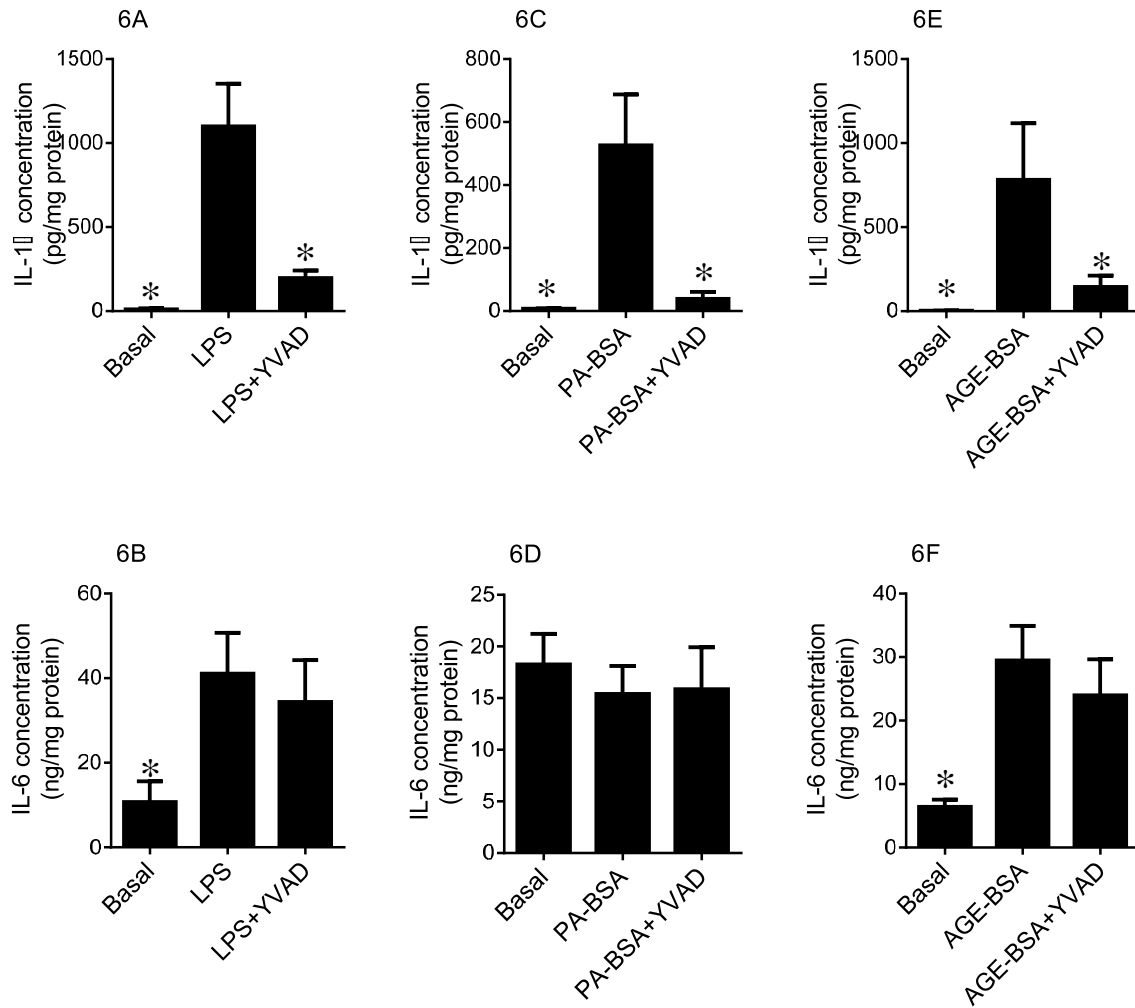 6A
IL-1▯ concentration
(pg/mg protein)
1500
1000
500
0
*
*
Basal
LPS
LPS+YVAD
6C
IL-1▯ concentration
(pg/mg protein)
800
600
400
200
0
*
*
Basal
PA-BSA
PA-BSA+YVAD
6E
IL-1▯ concentration
(pg/mg protein)
1500
1000
500
0
*
*
Basal
AGE-BSA
AGE-BSA+YVAD
6B
IL-6 concentration
(ng/mg protein)
60
40
20
0
*
Basal
LPS
LPS+YVAD
6D
IL-6 concentration
(ng/mg protein)
25
20
15
10
5
0
Basal
PA-BSA
PA-BSA+YVAD
6F
IL-6 concentration
(ng/mg protein)
40
30
20
10
0
*
Basal
AGE-BSA
AGE-BSA+YVAD